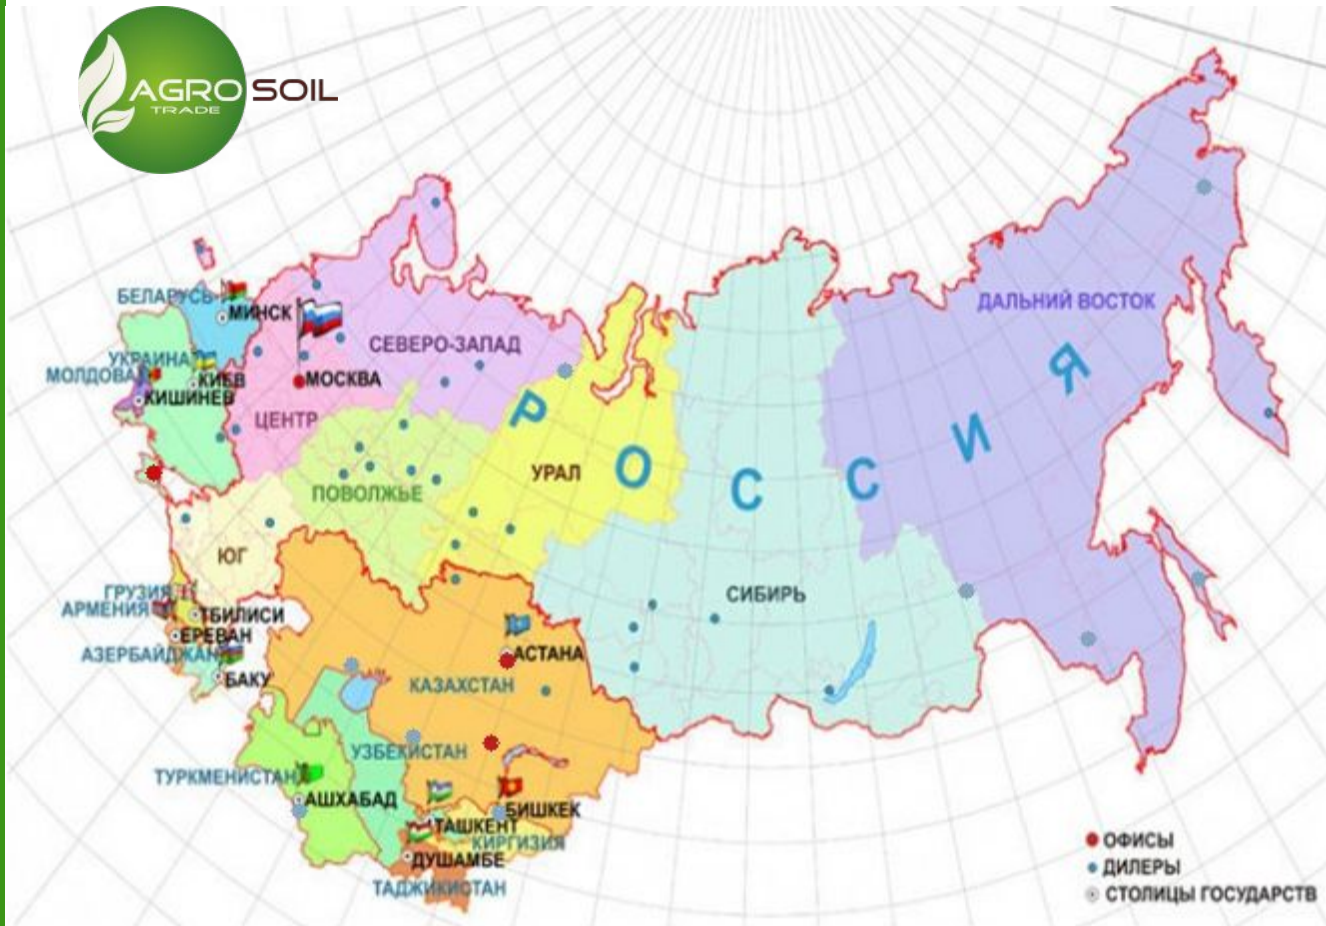 AGRO SOIL
TRADE
ДАЛЬНИЙ ВОСТОК
БЕЛАРУСЬ
МИНСК
СЕВЕРО-ЗАПАД
УКРАИНА
МОЛДОВА
КИЕВ
МОСКВА
КИШИНЕВ
ЦЕНТР
РОССИЯ
УРАЛ
ПОВОЛЖЬЕ
ЮГ
СИБИРЬ
ГРУЗИЯ
АРМЕНИЯ
ТБИЛИСИ
ЕРЕВАН
АЗЕРБАЙДЖАН
АСТАНА
БАКУ
КАЗАХСТАН
УЗБЕКИСТАН
ТУРКМЕНИСТАН
АШХАБАД
БИШКЕК
ТАШКЕНТ
КИРГИЗИЯ
ДУШАМБЕ
ТАДЖИКИСТАН
ОФИСЫ
ДИЛЕРЫ
СТОЛИЦЫ ГОСУДАРСТВ